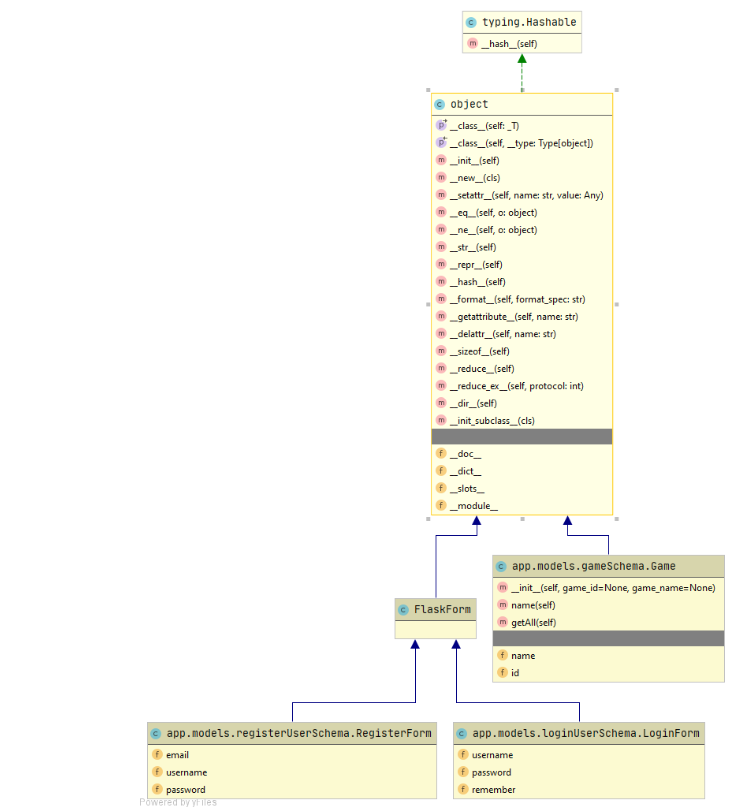 typing.Hashable
__hash__(self)
object
__class__(self: _T)
__class__(self, __type: Type[object])
__init__(self)
__new__(cls)
__setattr__(self, name: str, value: Any)
__eq__(self, o: object)
__ne__(self, o: object)
__str__(self)
__repr__(self)
__hash__(self)
__format__(self, format_spec: str)
__getattribute__(self, name: str)
__delattr__(self, name: str)
__sizeof__(self)
__reduce__(self)
__reduce_ex__(self, protocol: int)
__dir__(self)
__init_subclass__(cls)
__doc__
__dict__
__slots__
__module__
app.models.gameSchema.Game
__init__(self, game_id=None, game_name=None)
name(self)
getAll(self)
name
id
FlaskForm
app.models.registerUserSchema.RegisterForm
email
username
password
app.models.loginUserSchema.LoginForm
username
password
remember
Powered by yFiles